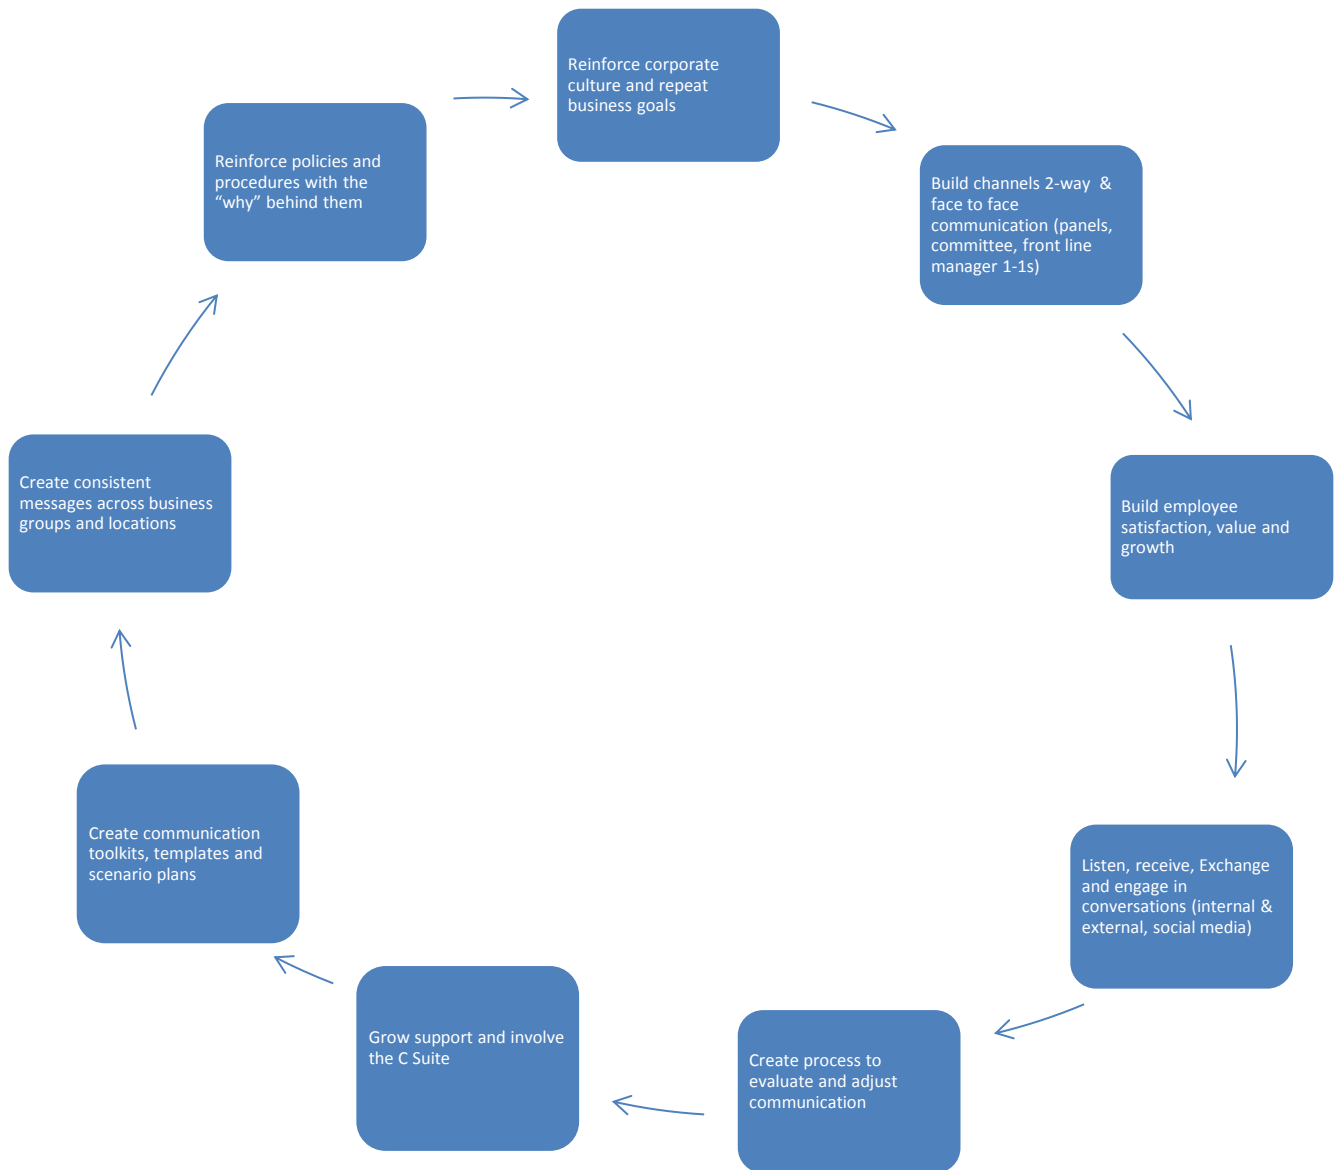 Reinforce corporate
culture and repeat
business goals
Build channels 2-way  &
face to face
communication (panels,
committee, front line
manager 1-1s)
Build employee
satisfaction, value and
growth
Listen, receive, Exchange
and engage in
conversations (internal &
external, social media)
Create process to
evaluate and adjust
communication
Grow support and involve
the C Suite
Create communication
toolkits, templates and
scenario plans
Create consistent
messages across business
groups and locations
Reinforce policies and
procedures with the
“why” behind them